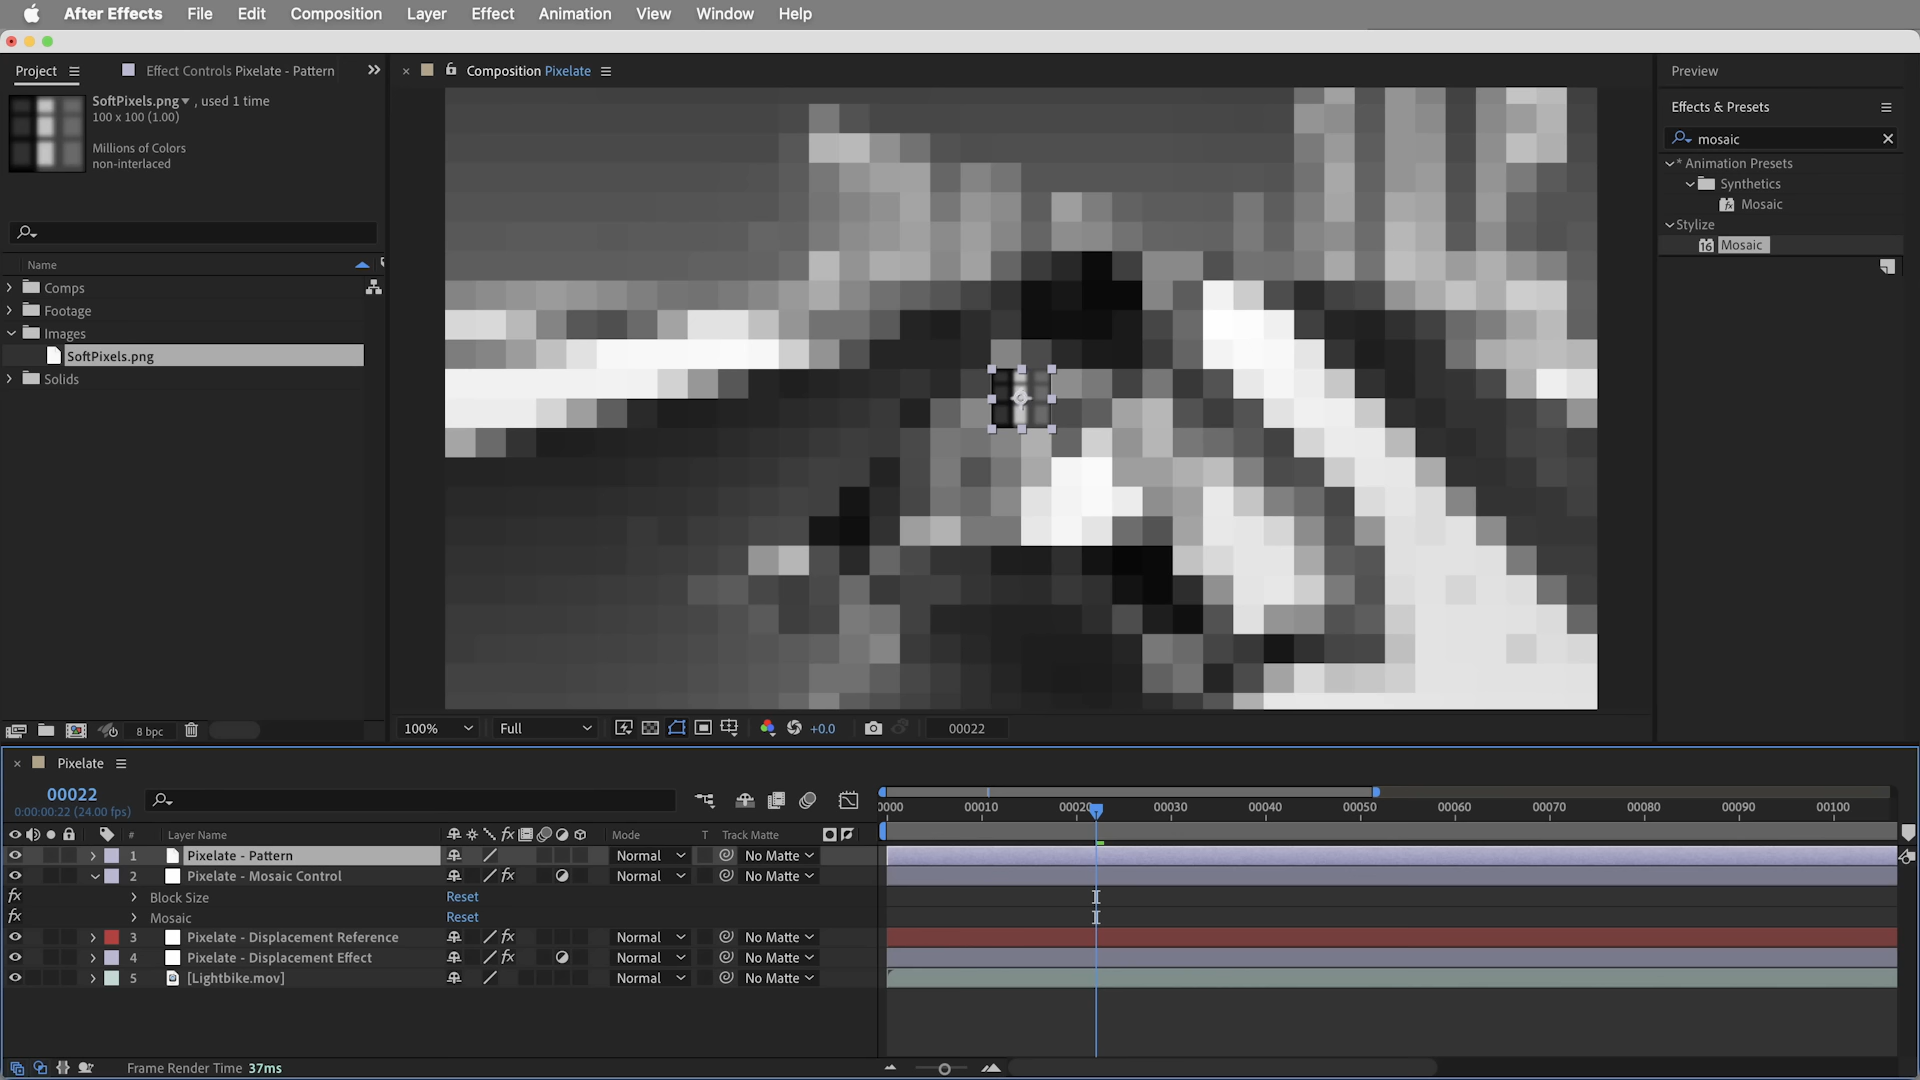 After Effects File Edit Composition Layer Effect Animation View Window Help
Project
Effect Controls Pixelate - Pattern
Composition Pixelate
Preview
SoftPixels.png , used 1 time
100 x 100 (1.00)
Millions of Colors
non-interlaced
Effects & Presets
mosaic
* Animation Presets
Synthetics
Mosaic
Stylize
Mosaic
Name
Comps
Footage
Images
SoftPixels.png
Solids
8 bpc
100% Full +0.0 00022
Pixelate
00022
0:00:00:22 (24.00 fps)
0000 00010 00020 00030 00040 00050 00060 00070 00080 00090 00100
# Layer Name Mode T Track Matte
1 Pixelate - Pattern Normal No Matte
2 Pixelate - Mosaic Control Normal No Matte
fx Block Size Reset
fx Mosaic Reset
3 Pixelate - Displacement Reference Normal No Matte
4 Pixelate - Displacement Effect Normal No Matte
5 [Lightbike.mov] Normal No Matte
Frame Render Time 37ms